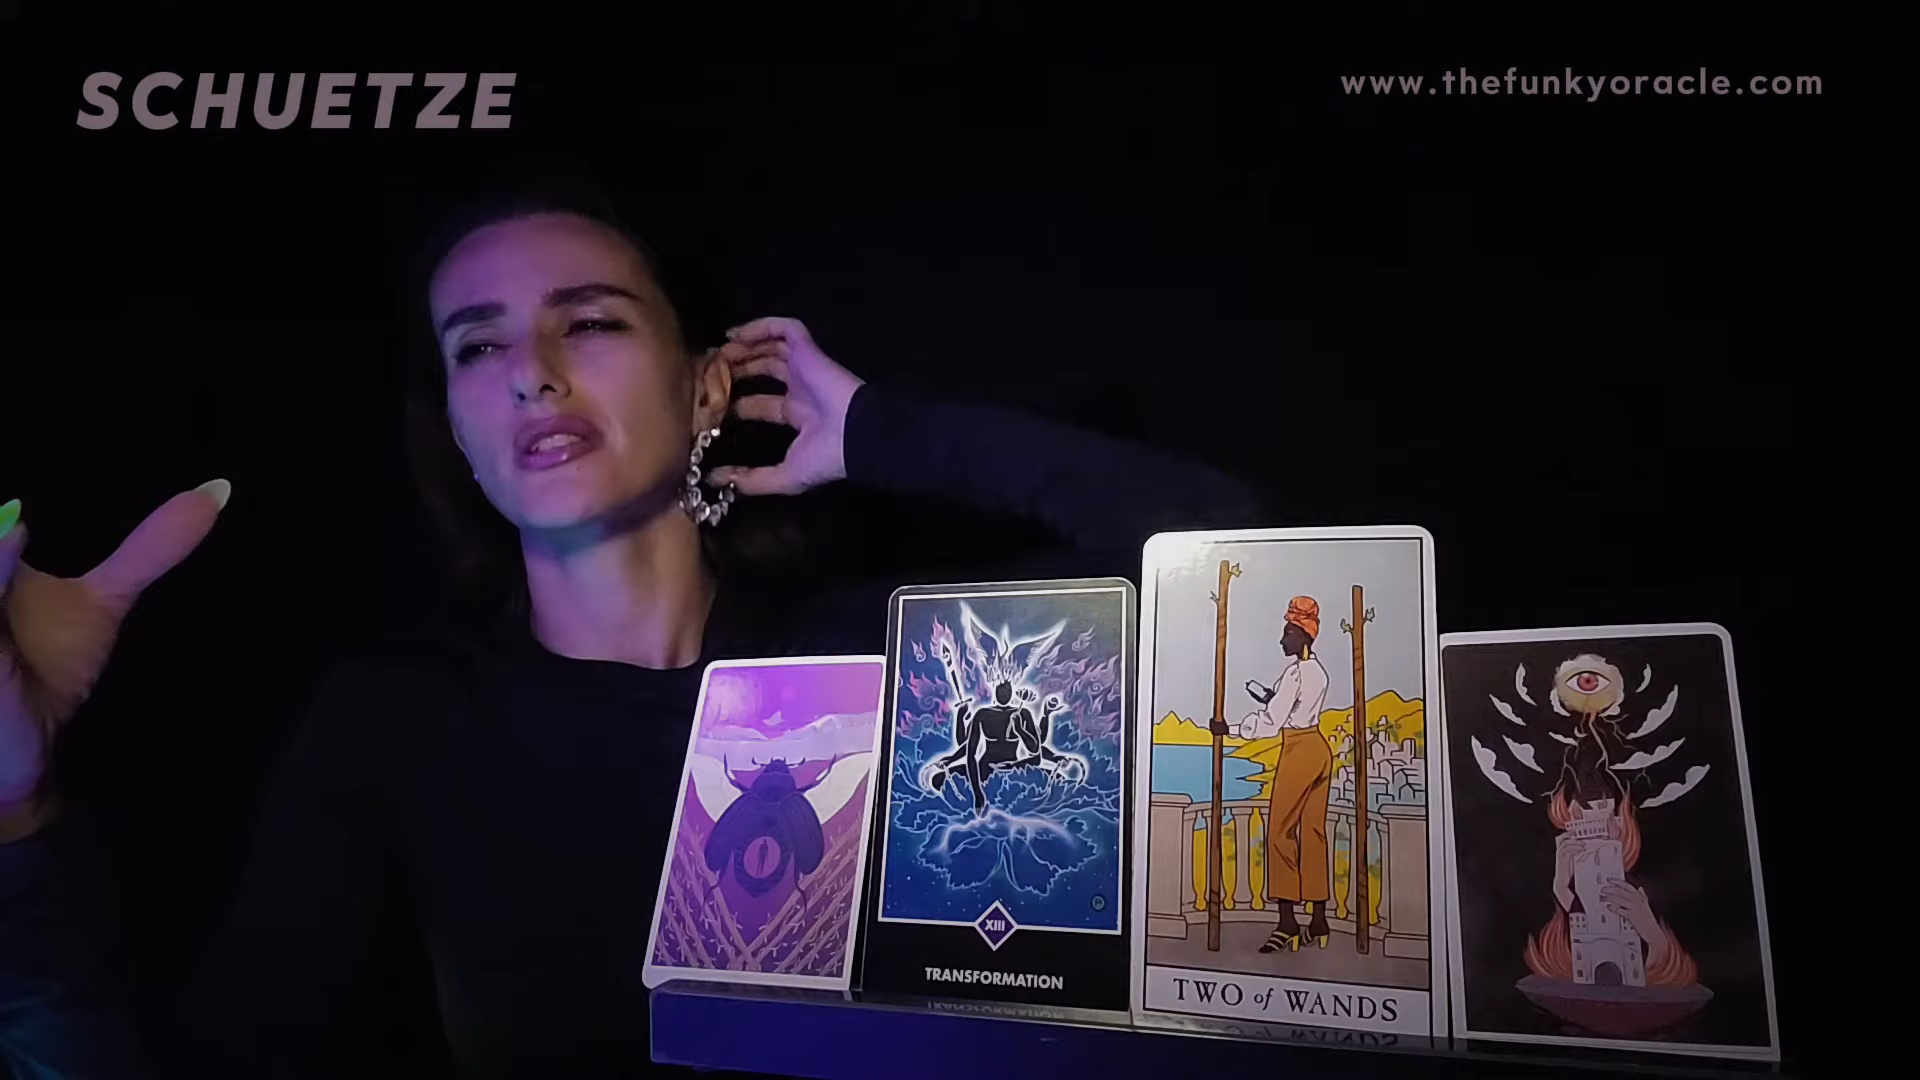 SCHUETZE
www.thefunkyoracle.com
XIII
TRANSFORMATION
TWO of WANDS